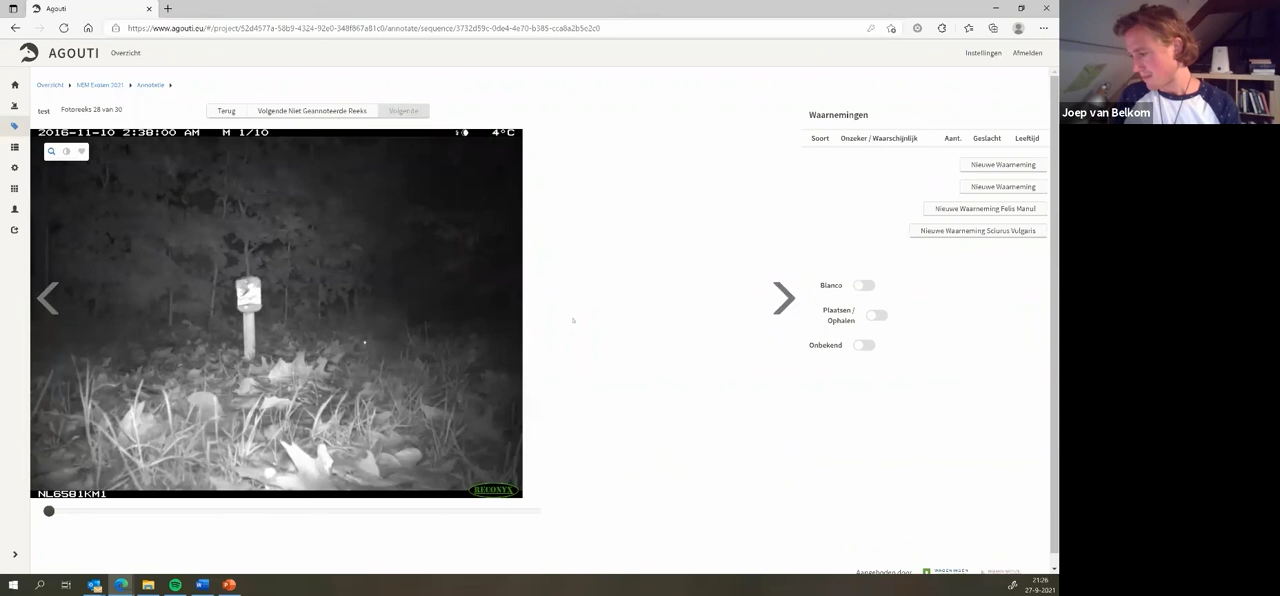 Agouti
https://www.agouti.eu/#/project/52d4577a-58b9-4324-92e0-348f867a81c0/annotate/sequence/3732d59c-0de4-4e70-b385-cca8a2b5e2c0
AGOUTI
Overzicht
Instellingen
Afmelden
Overzicht
NEM Exoten 2021
Annotatie
test
Fotoreeks 28 van 30
Terug
Volgende Niet Geannoteerde Reeks
Volgende
2016-11-10 2:38:00 AM M 1/10 4°C
NL6581KM1
RECONYX
Waarnemingen
Soort Onzeker / Waarschijnlijk Aant. Geslacht Leeftijd
Nieuwe Waarneming
Nieuwe Waarneming
Nieuwe Waarneming Felis Manul
Nieuwe Waarneming Sciurus Vulgaris
Blanco
Plaatsen /
Ophalen
Onbekend
Aangeboden door
WAGENINGEN
Joep van Belkom
21:26
27-9-2021